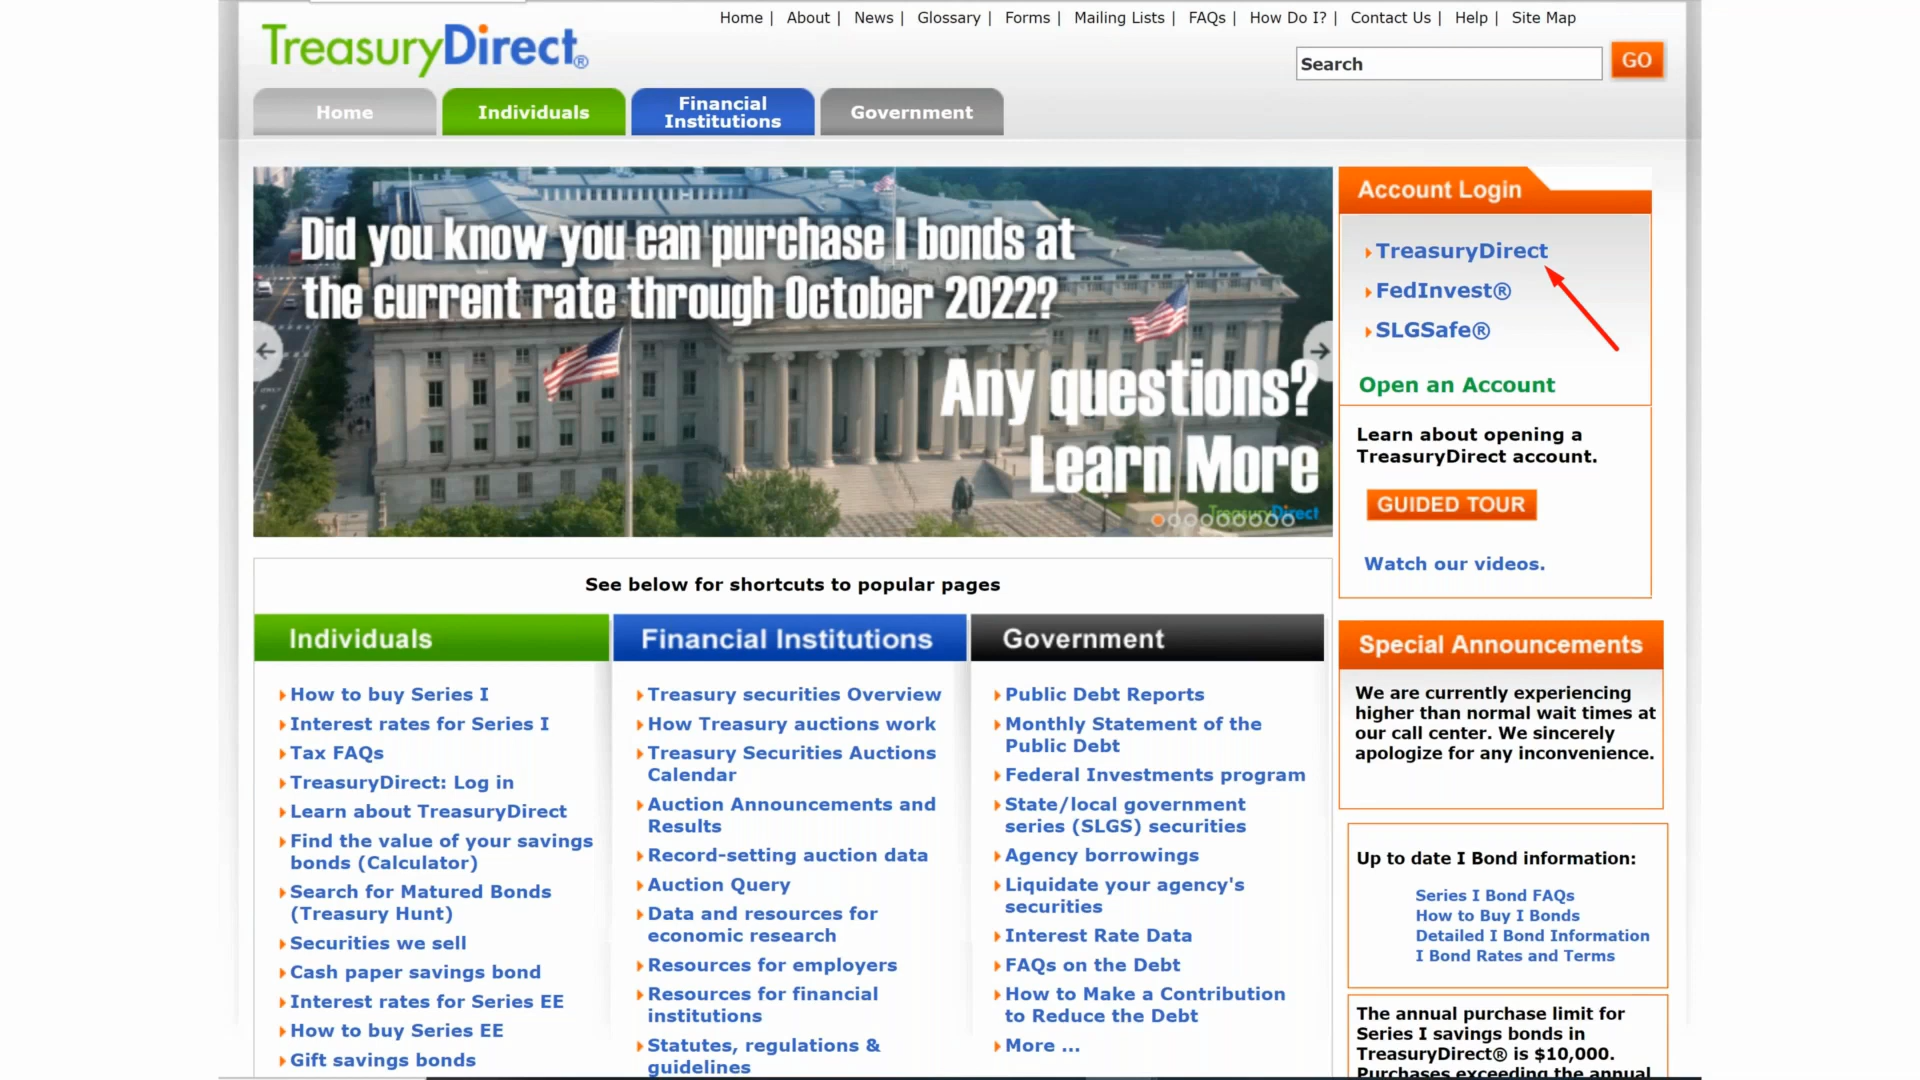 Home | About | News | Glossary | Forms | Mailing Lists | FAQs | How Do I? | Contact Us | Help | Site Map
TreasuryDirect®
Search
GO
Home
Individuals
Financial
Institutions
Government
Did you know you can purchase I bonds at
the current rate through October 2022?
Any questions?
Learn More
TreasuryDirect
Account Login
TreasuryDirect
FedInvest®
SLGSafe®
Open an Account
Learn about opening a
TreasuryDirect account.
GUIDED TOUR
Watch our videos.
See below for shortcuts to popular pages
Individuals
How to buy Series I
Interest rates for Series I
Tax FAQs
TreasuryDirect: Log in
Learn about TreasuryDirect
Find the value of your savings
bonds (Calculator)
Search for Matured Bonds
(Treasury Hunt)
Securities we sell
Cash paper savings bond
Interest rates for Series EE
How to buy Series EE
Gift savings bonds
Financial Institutions
Treasury securities Overview
How Treasury auctions work
Treasury Securities Auctions
Calendar
Auction Announcements and
Results
Record-setting auction data
Auction Query
Data and resources for
economic research
Resources for employers
Resources for financial
institutions
Statutes, regulations &
guidelines
Government
Public Debt Reports
Monthly Statement of the
Public Debt
Federal Investments program
State/local government
series (SLGS) securities
Agency borrowings
Liquidate your agency's
securities
Interest Rate Data
FAQs on the Debt
How to Make a Contribution
to Reduce the Debt
More ...
Special Announcements
We are currently experiencing
higher than normal wait times at
our call center. We sincerely
apologize for any inconvenience.
Up to date I Bond information:
Series I Bond FAQs
How to Buy I Bonds
Detailed I Bond Information
I Bond Rates and Terms
The annual purchase limit for
Series I savings bonds in
TreasuryDirect® is $10,000.
Purchases exceeding the annual